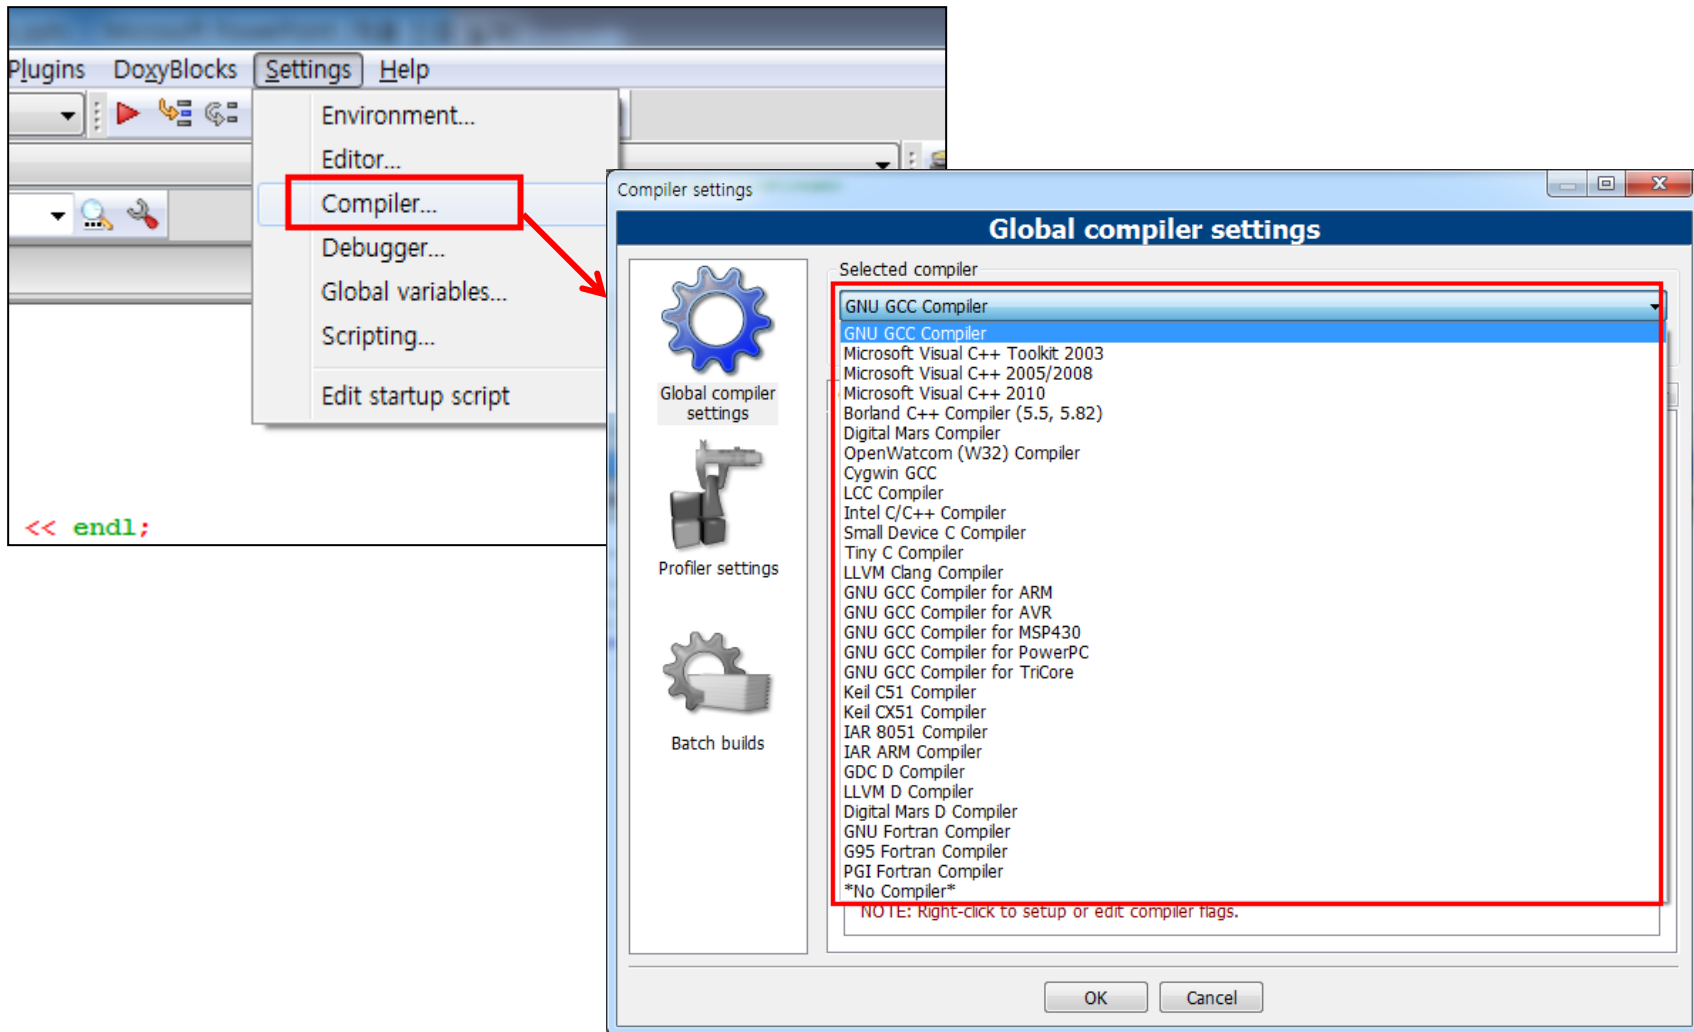 Plugins DoxyBlocks Settings Help
Environment...
Editor...
Compiler...
Debugger...
Global variables...
Scripting...
Edit startup script
<< endl;
Compiler settings
Global compiler settings
Global compiler
settings
Profiler settings
Batch builds
Selected compiler
GNU GCC Compiler
GNU GCC Compiler
Microsoft Visual C++ Toolkit 2003
Microsoft Visual C++ 2005/2008
Microsoft Visual C++ 2010
Borland C++ Compiler (5.5, 5.82)
Digital Mars Compiler
OpenWatcom (W32) Compiler
Cygwin GCC
LCC Compiler
Intel C/C++ Compiler
Small Device C Compiler
Tiny C Compiler
LLVM Clang Compiler
GNU GCC Compiler for ARM
GNU GCC Compiler for AVR
GNU GCC Compiler for MSP430
GNU GCC Compiler for PowerPC
GNU GCC Compiler for TriCore
Keil C51 Compiler
Keil CX51 Compiler
IAR 8051 Compiler
IAR ARM Compiler
GDC D Compiler
LLVM D Compiler
Digital Mars D Compiler
GNU Fortran Compiler
G95 Fortran Compiler
PGI Fortran Compiler
*No Compiler*
NOTE: Right-click to setup or edit compiler flags.
OK Cancel